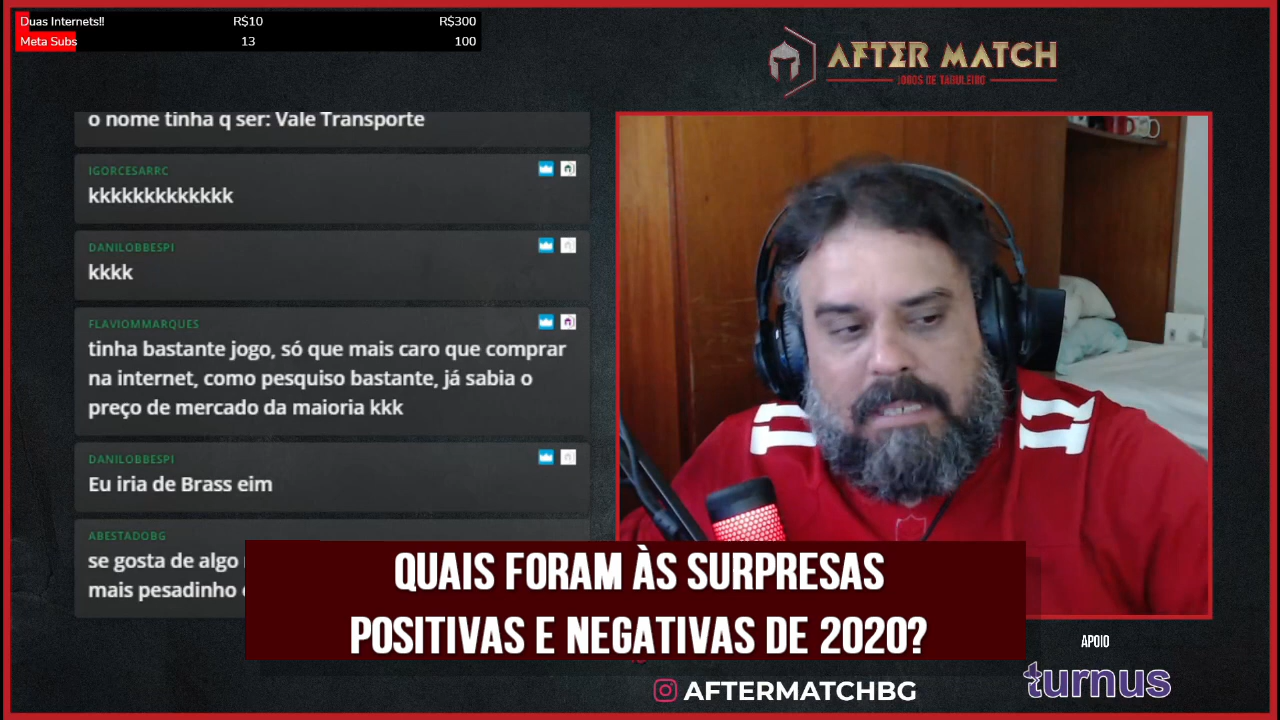 Duas Internets!! R$10 R$300
Meta Subs 13 100
AFTER MATCH
JOGOS DE TABULEIRO
o nome tinha q ser: Vale Transporte
IGORCESARRC
kkkkkkkkkkkkk
DANILOBBESPI
kkkk
FLAVIOMMARQUES
tinha bastante jogo, só que mais caro que comprar
na internet, como pesquiso bastante, já sabia o
preço de mercado da maioria kkk
DANILOBBESPI
Eu iria de Brass eim
ABESTADOBG
se gosta de algo
mais pesadinho
11 11
QUAIS FORAM ÀS SURPRESAS
POSITIVAS E NEGATIVAS DE 2020?
APOIO
turnus
AFTERMATCHBG